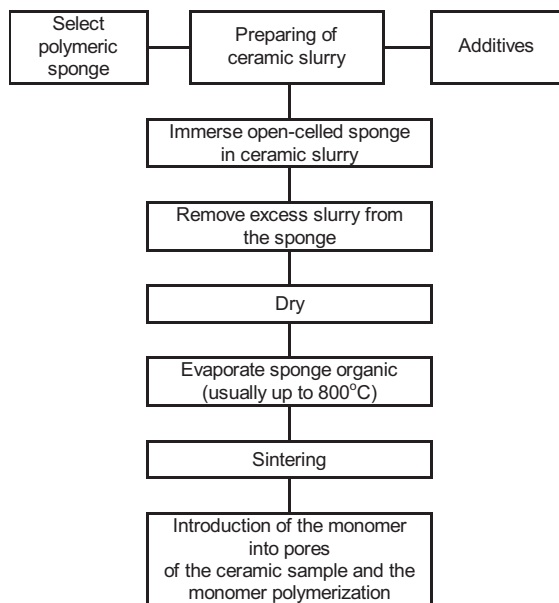 Select
polymeric
sponge
Preparing of
ceramic slurry
Additives
Immerse open-celled sponge
in ceramic slurry
Remove excess slurry from
the sponge
Dry
Evaporate sponge organic
(usually up to 800°C)
Sintering
Introduction of the monomer
into pores
of the ceramic sample and the
monomer polymerization